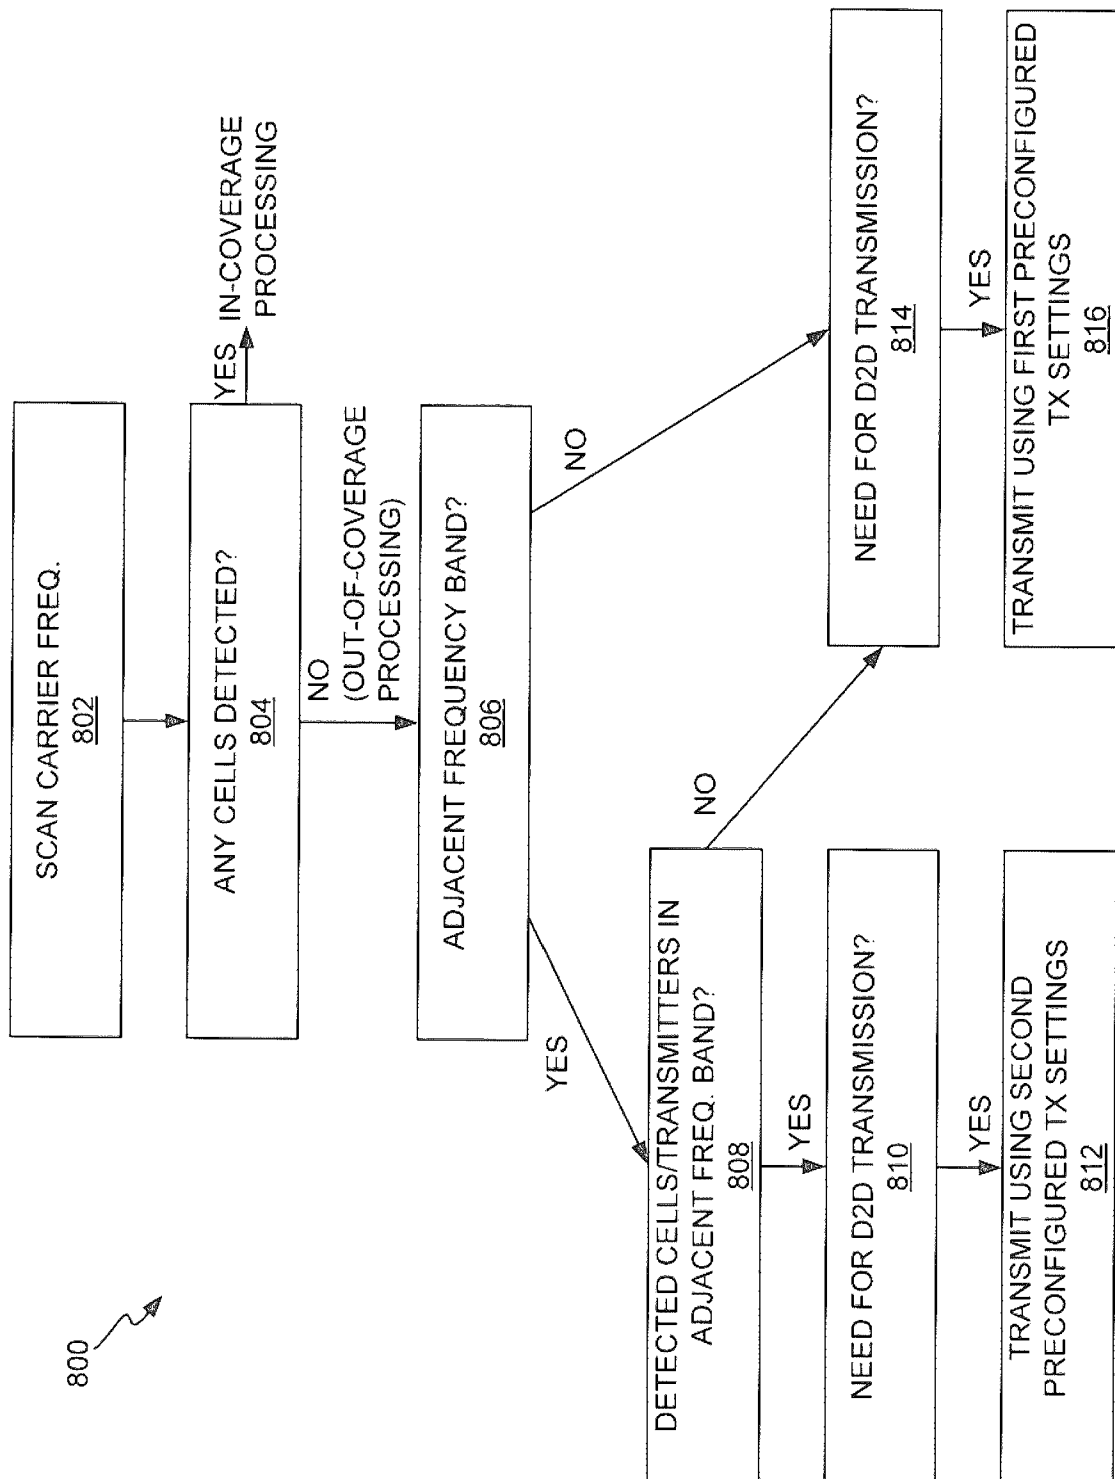 800
SCAN CARRIER FREQ.
802
ANY CELLS DETECTED?
804
YES
IN-COVERAGE
PROCESSING
NO
(OUT-OF-COVERAGE
PROCESSING)
ADJACENT FREQUENCY BAND?
806
YES
NO
DETECTED CELLS/TRANSMITTERS IN
ADJACENT FREQ. BAND?
808
NO
YES
NEED FOR D2D TRANSMISSION?
810
YES
TRANSMIT USING SECOND
PRECONFIGURED TX SETTINGS
812
NEED FOR D2D TRANSMISSION?
814
YES
TRANSMIT USING FIRST PRECONFIGURED
TX SETTINGS
816